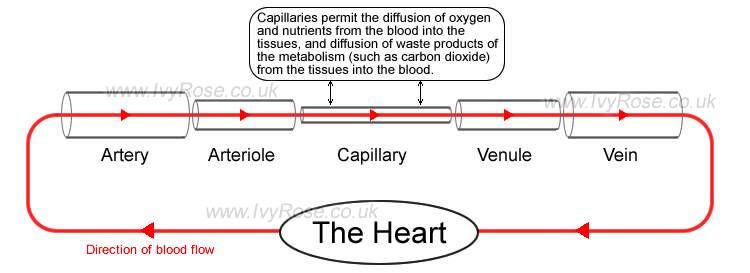 Capillaries permit the diffusion of oxygen
and nutrients from the blood into the
tissues, and diffusion of waste products of
the metabolism (such as carbon dioxide)
from the tissues into the blood.
www.IvyRose.co.uk
www.IvyRose.co.uk
Artery
Arteriole
Capillary
Venule
Vein
www.IvyRose.co.uk
The Heart
Direction of blood flow